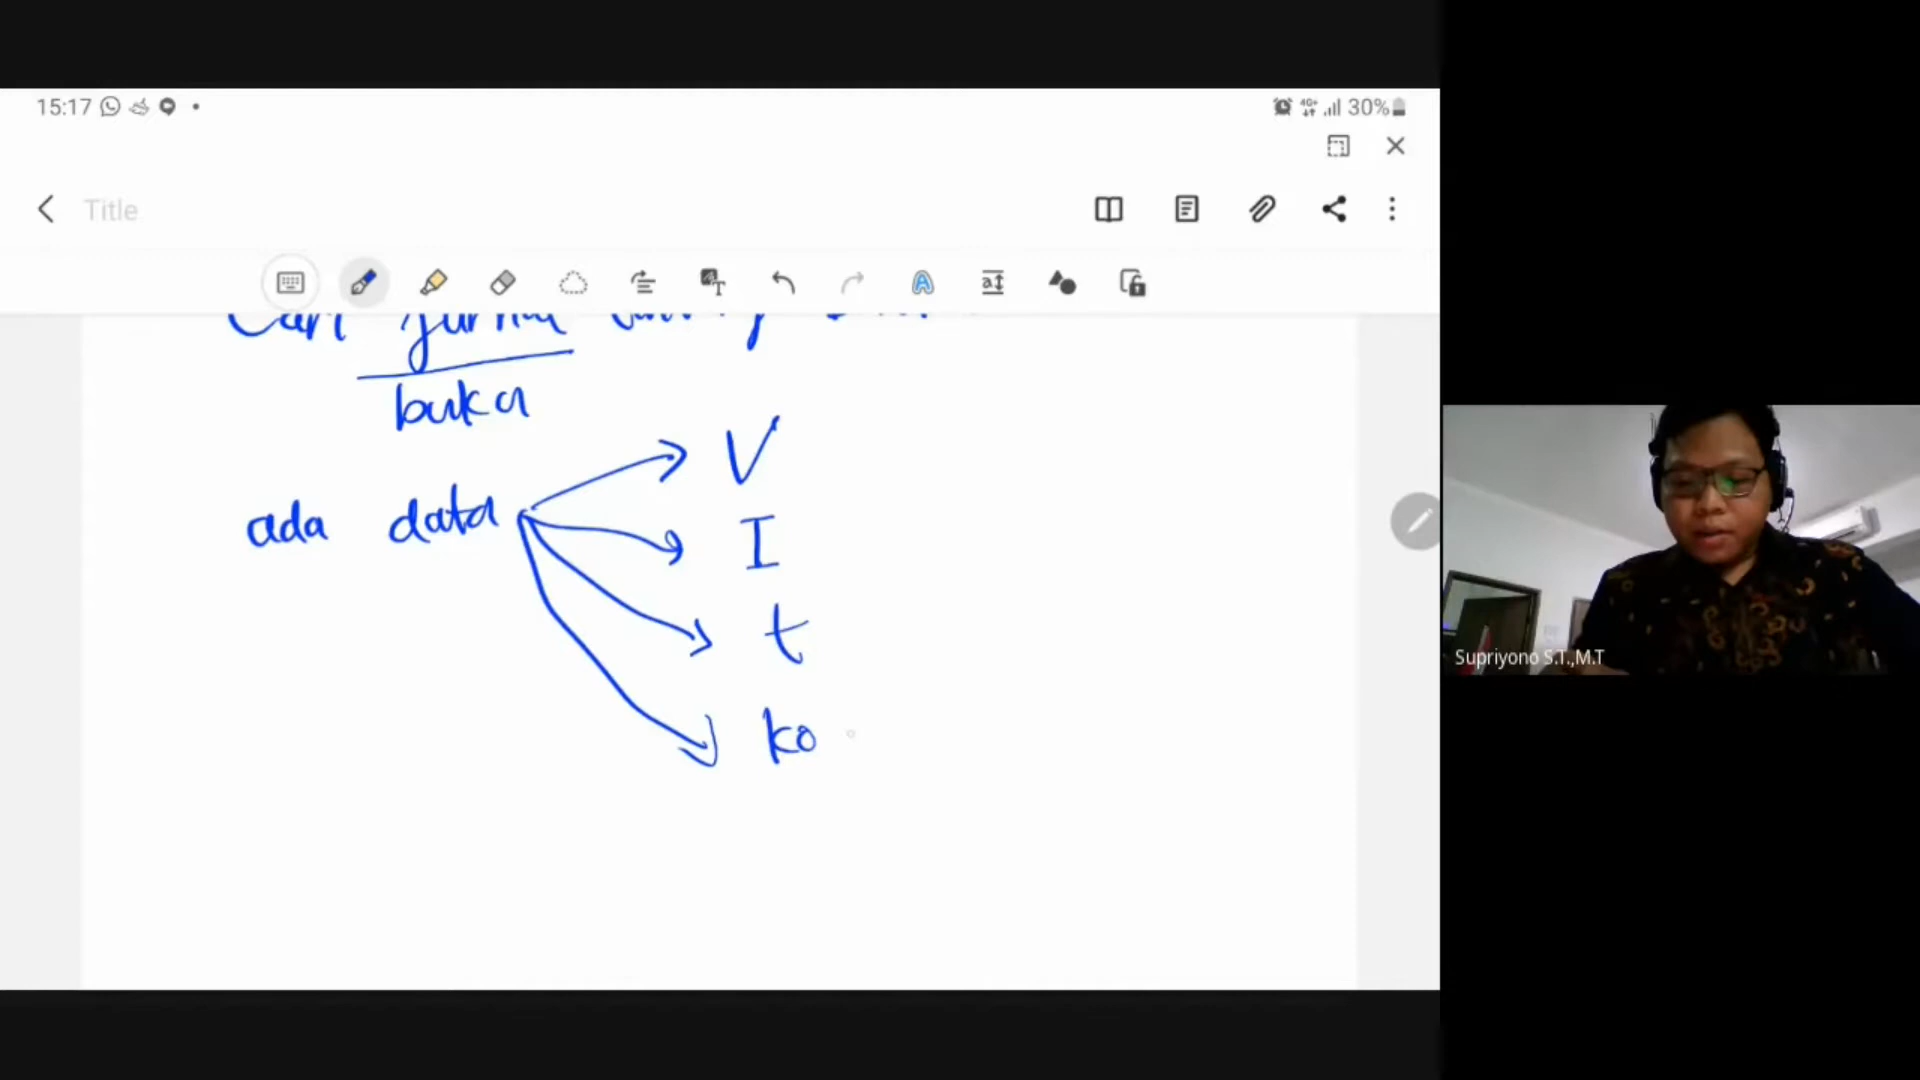 15:17
30%
Title
Cari jurnal
buka
V
ada data
I
t
ko
Supriyono S.T.,M.T